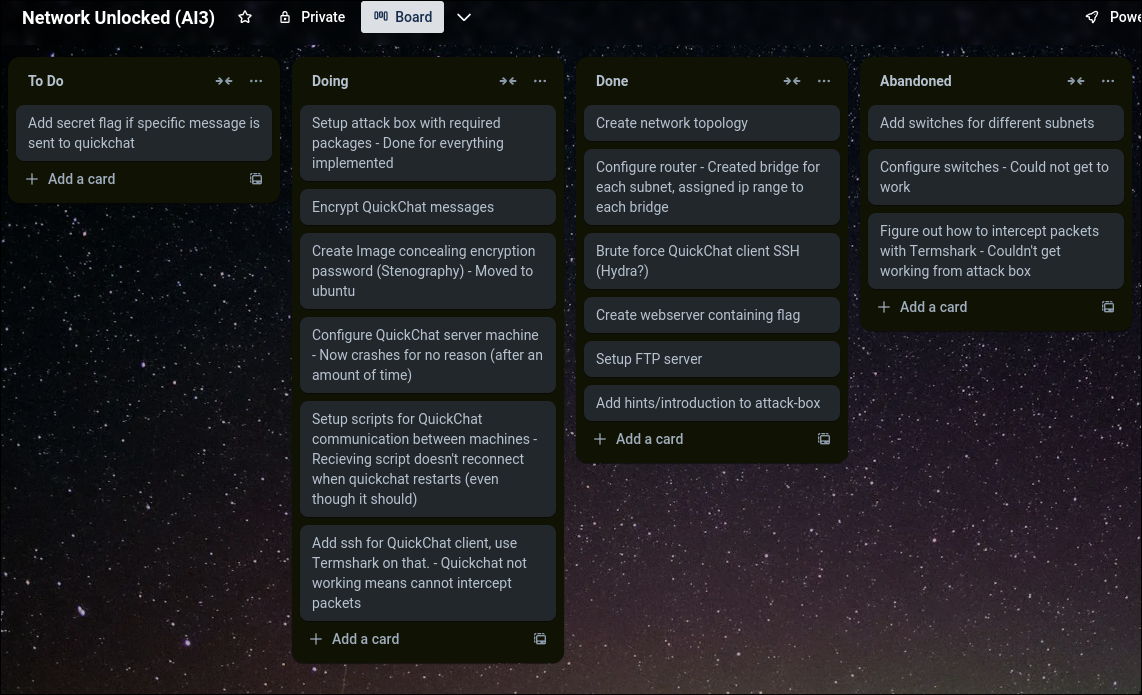 Network Unlocked (AI3)
Private
Board
To Do
Add secret flag if specific message is
sent to quickchat
Add a card
Doing
Setup attack box with required
packages - Done for everything
implemented
Encrypt QuickChat messages
Create Image concealing encryption
password (Stenography) - Moved to
ubuntu
Configure QuickChat server machine
- Now crashes for no reason (after an
amount of time)
Setup scripts for QuickChat
communication between machines -
Recieving script doesn't reconnect
when quickchat restarts (even
though it should)
Add ssh for QuickChat client, use
Termshark on that. - Quickchat not
working means cannot intercept
packets
Add a card
Done
Create network topology
Configure router - Created bridge for
each subnet, assigned ip range to
each bridge
Brute force QuickChat client SSH
(Hydra?)
Create webserver containing flag
Setup FTP server
Add hints/introduction to attack-box
Add a card
Abandoned
Add switches for different subnets
Configure switches - Could not get to
work
Figure out how to intercept packets
with Termshark - Couldn't get
working from attack box
Add a card